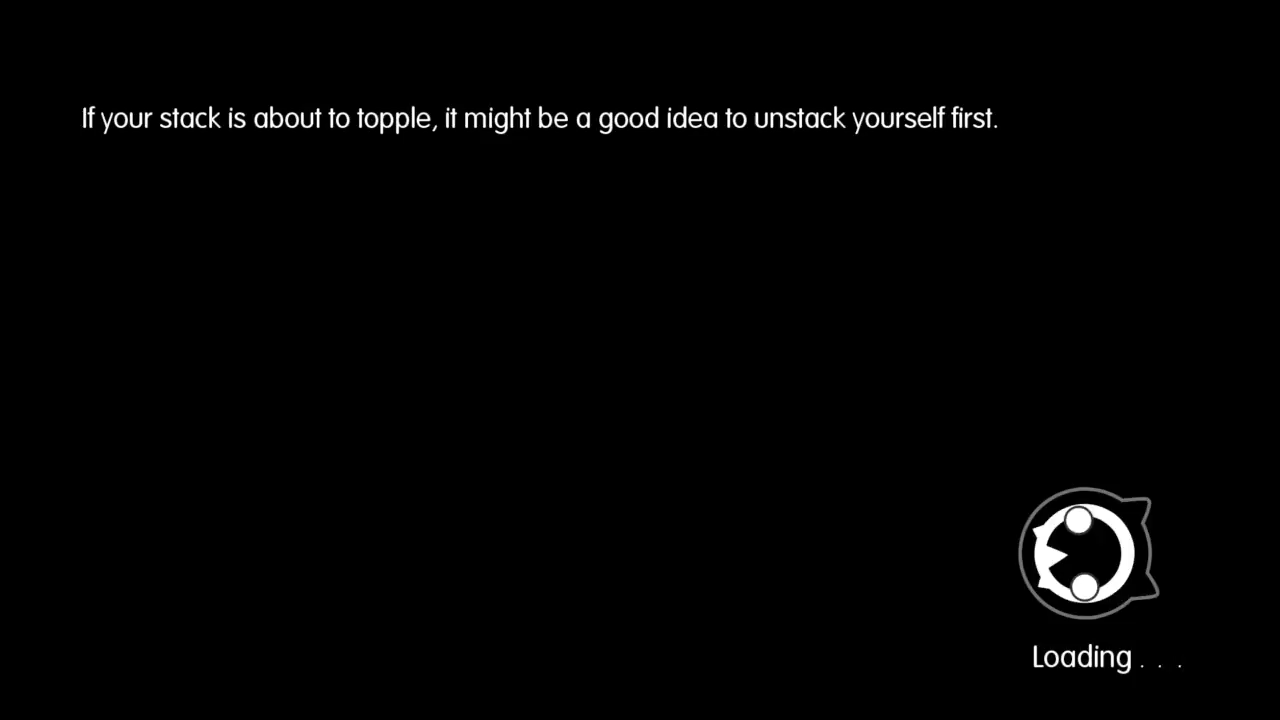 If your stack is about to topple, it might be a good idea to unstack yourself first.
Loading . . .